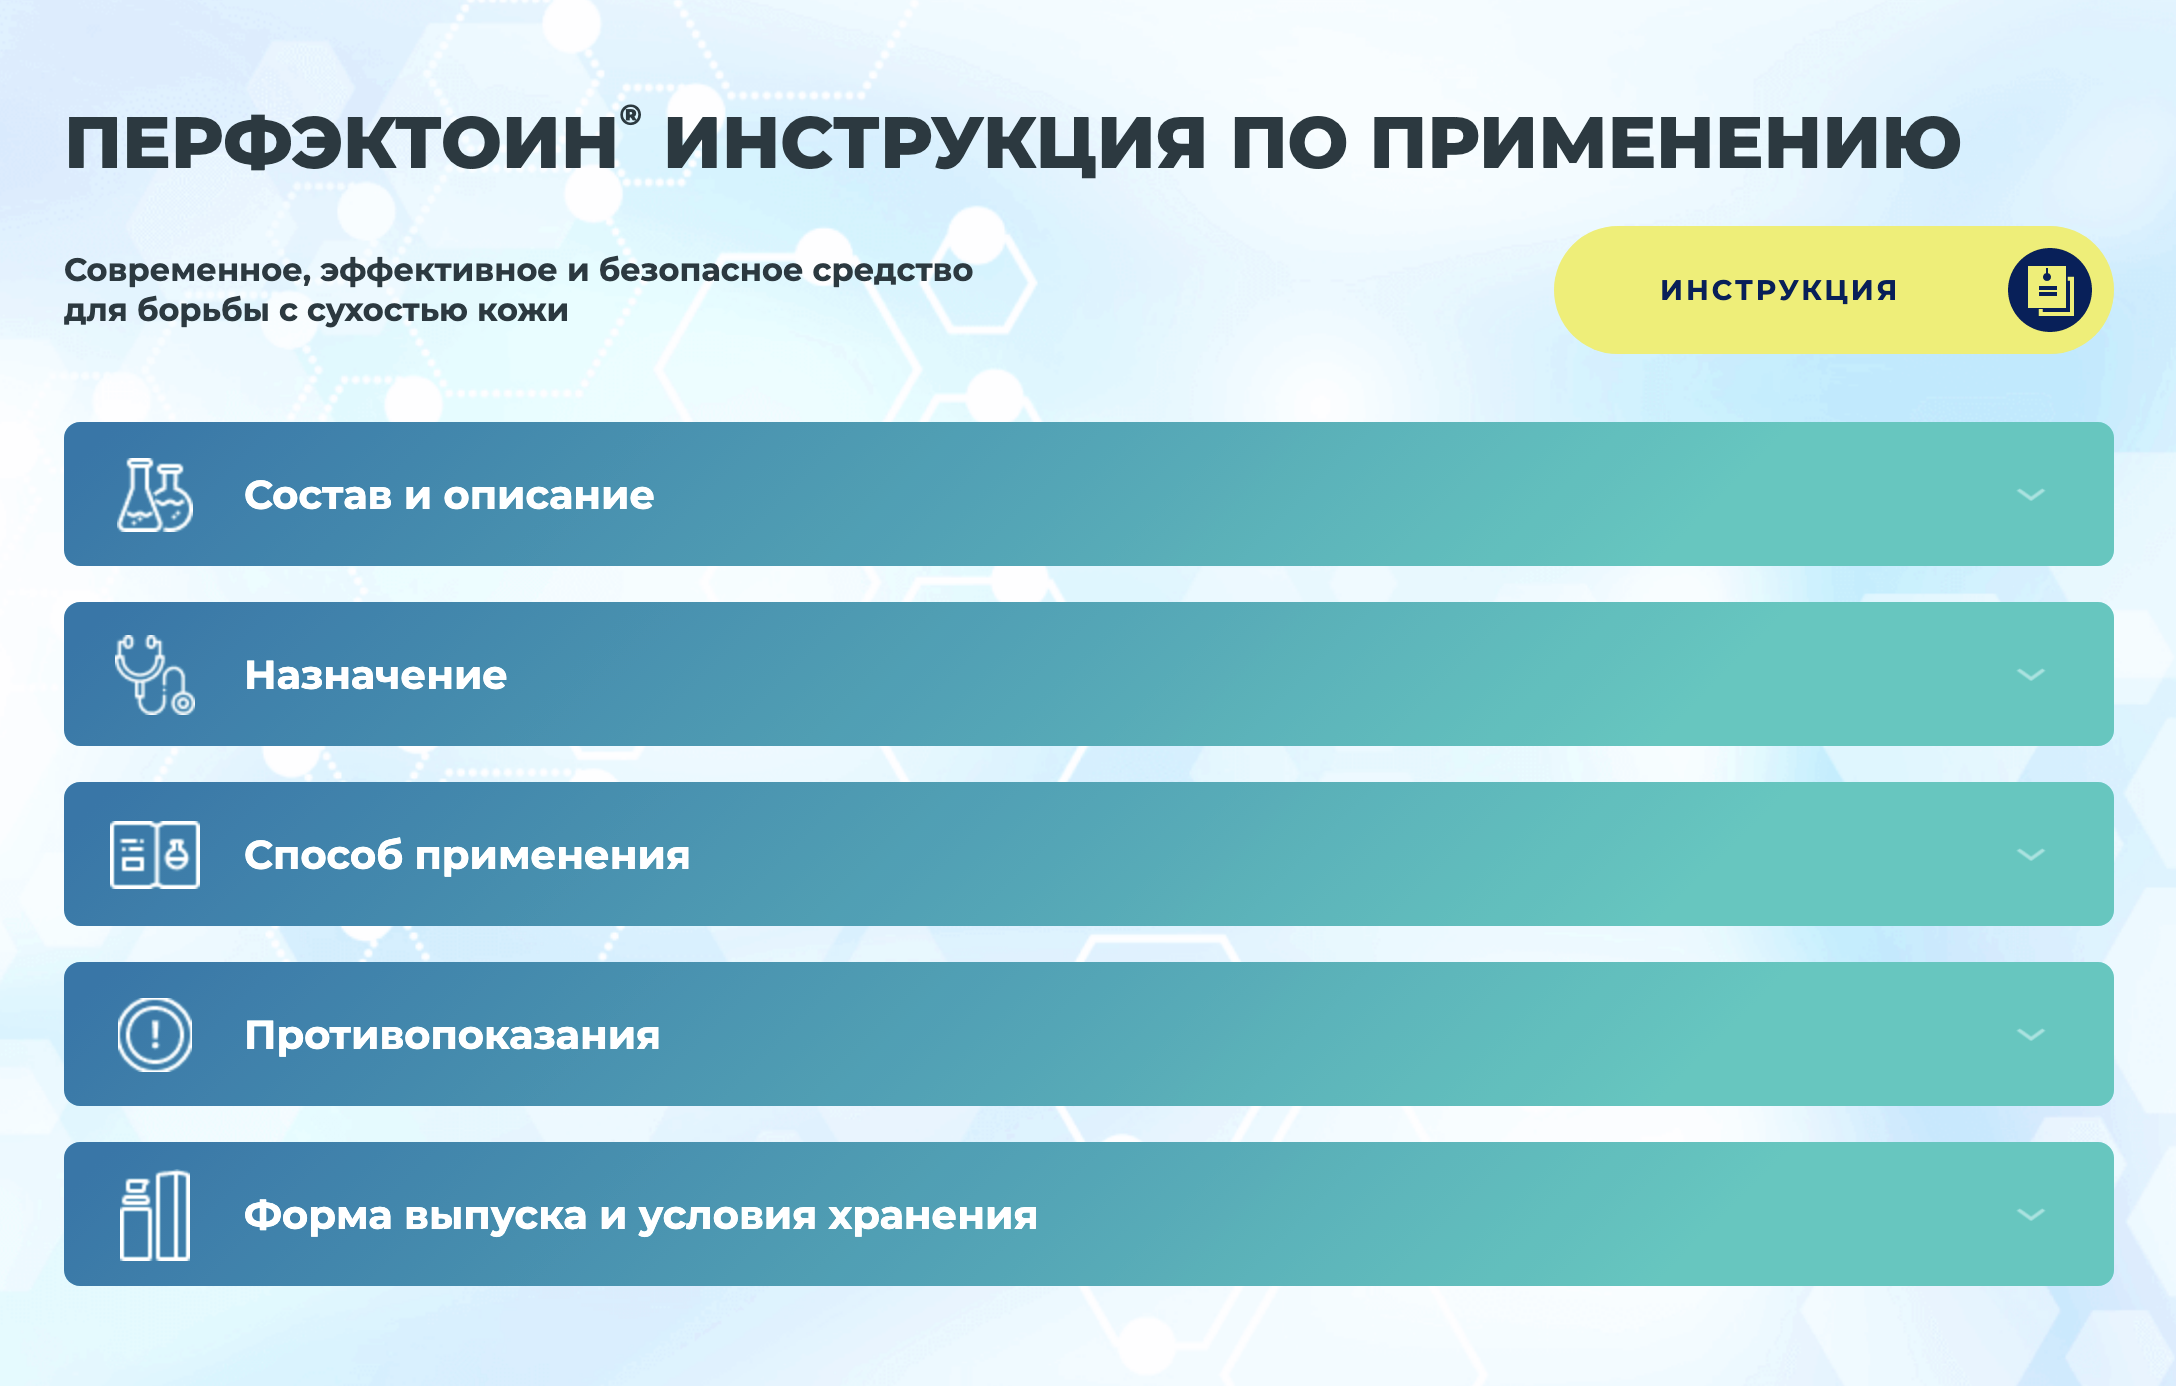 ПЕРФЭКТОИН® ИНСТРУКЦИЯ ПО ПРИМЕНЕНИЮ
Современное, эффективное и безопасное средство
для борьбы с сухостью кожи
ИНСТРУКЦИЯ
Состав и описание
Назначение
Способ применения
Противопоказания
Форма выпуска и условия хранения